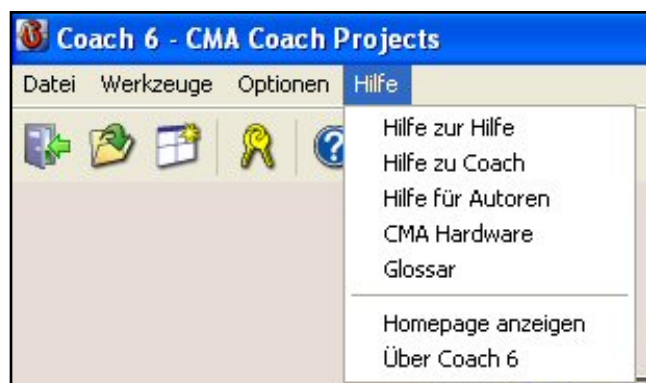 Coach 6 - CMA Coach Projects
Datei Werkzeuge Optionen Hilfe
Hilfe zur Hilfe
Hilfe zu Coach
Hilfe für Autoren
CMA Hardware
Glossar
Homepage anzeigen
Über Coach 6